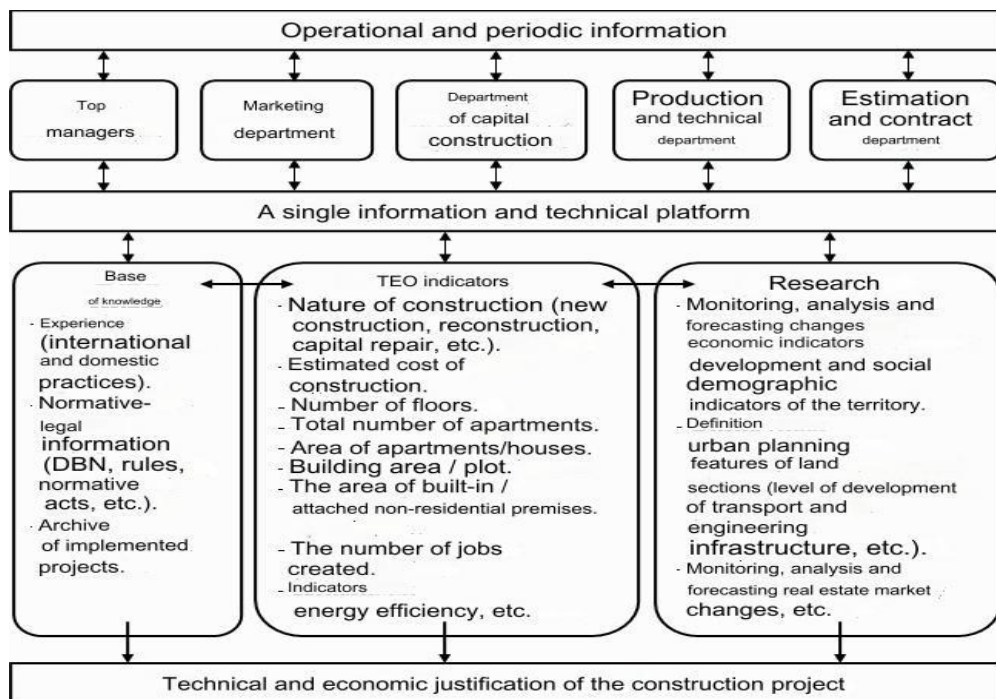 Operational and periodic information
Top
managers
Marketing
department
Department
of capital
construction
Production
and technical
department
Estimation
and contract
department
A single information and technical platform
Base
of knowledge
· Experience
(international
and domestic
practices).
· Normative-
legal
information
(DBN, rules,
normative
acts, etc.).
· Archive
of implemented
projects.
TEO indicators
- Nature of construction (new
construction, reconstruction,
capital repair, etc.).
- Estimated cost of
construction.
- Number of floors.
- Total number of apartments.
- Area of apartments/houses.
- Building area / plot.
- The area of built-in /
attached non-residential premises.
- The number of jobs
created.
- Indicators
energy efficiency, etc.
Research
· Monitoring, analysis and
forecasting changes
economic indicators
development and social
demographic
indicators of the territory.
· Definition
urban planning
features of land
sections (level of development
of transport and
engineering
infrastructure, etc.).
· Monitoring, analysis and
forecasting real estate market
changes, etc.
Technical and economic justification of the construction project